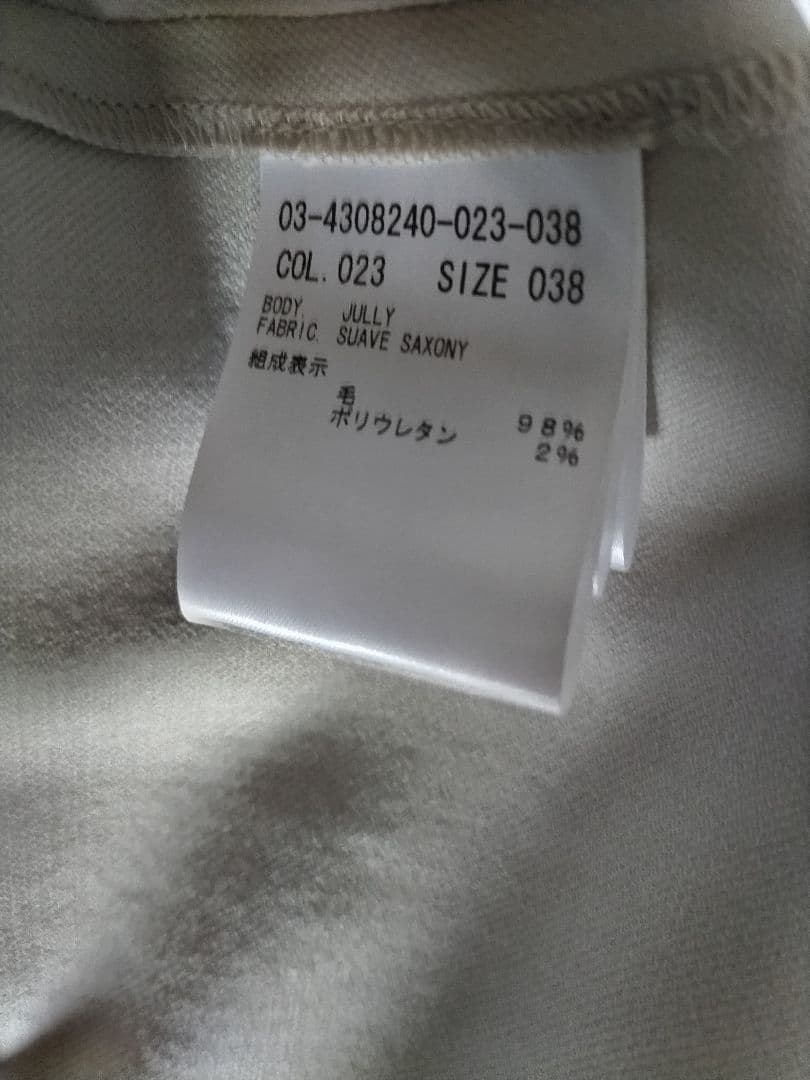 03-4308240-023-038
COL. 023 SIZE 038
BODY. JULLY
FABRIC. SUAVE SAXONY
組成表示
毛 98%
ポリウレタン 2%